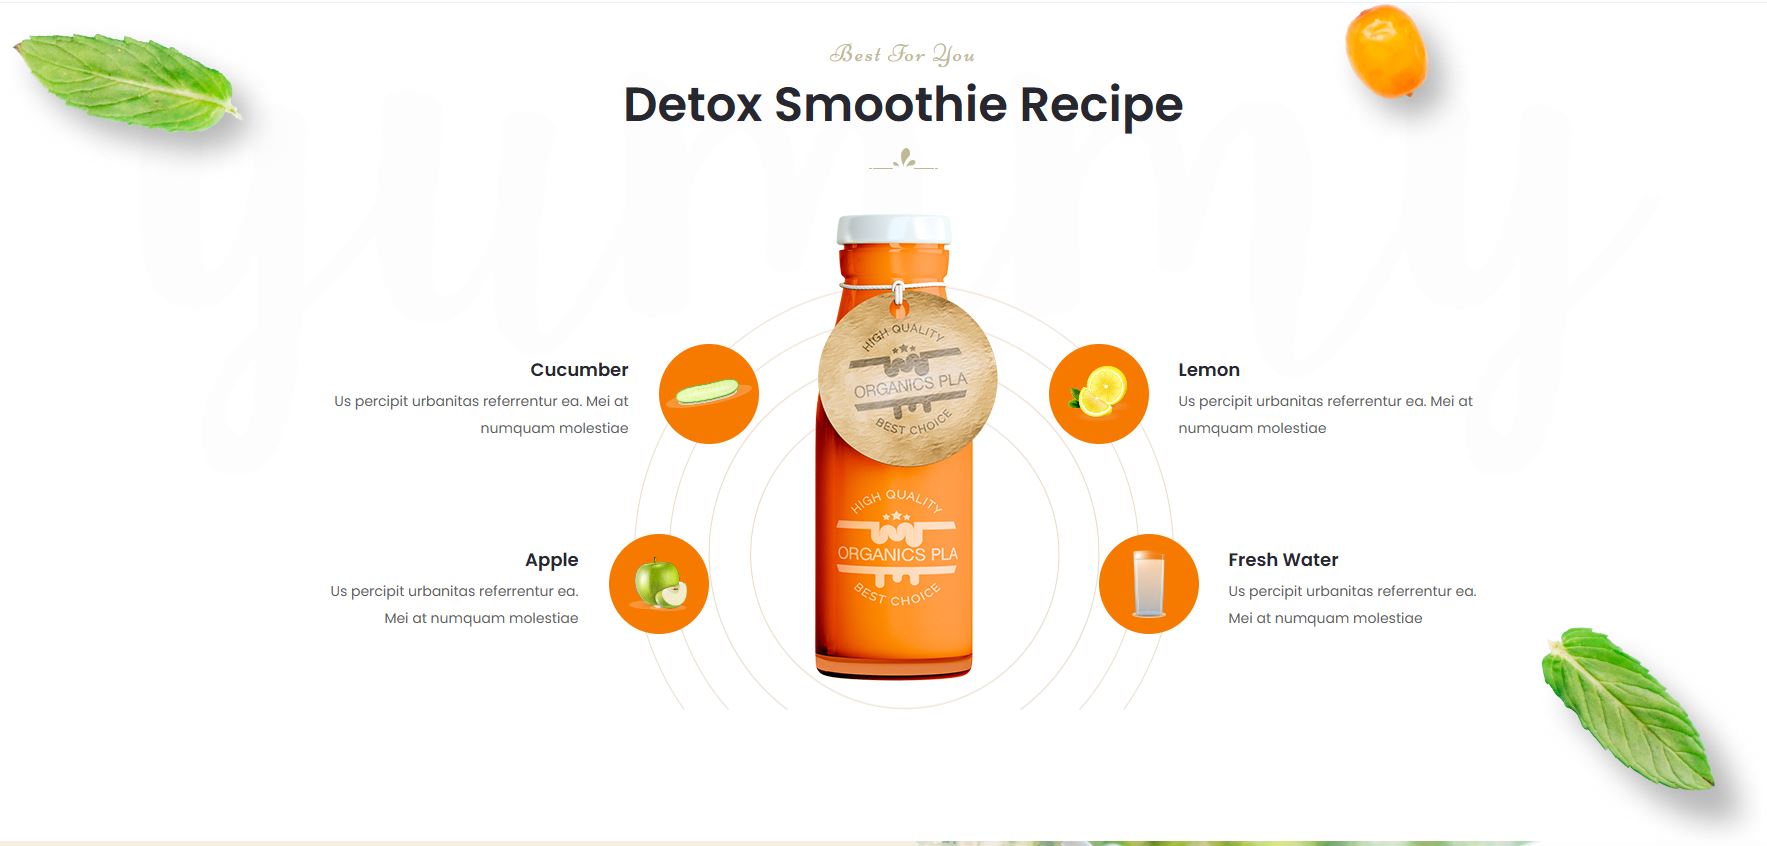 yummy
Best For You
Detox Smoothie Recipe
HIGH QUALITY
ORGANICS PLA
BEST CHOICE
Cucumber
Us percipit urbanitas referrentur ea. Mei at
numquam molestiae
Lemon
Us percipit urbanitas referrentur ea. Mei at
numquam molestiae
HIGH QUALITY
ORGANICS PLA
BEST CHOICE
Apple
Us percipit urbanitas referrentur ea.
Mei at numquam molestiae
Fresh Water
Us percipit urbanitas referrentur ea.
Mei at numquam molestiae